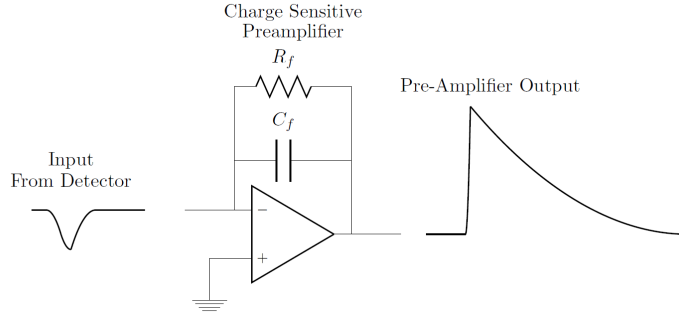 Charge Sensitive
Preamplifier
R_f
Pre-Amplifier Output
C_f
Input
From Detector
−
+